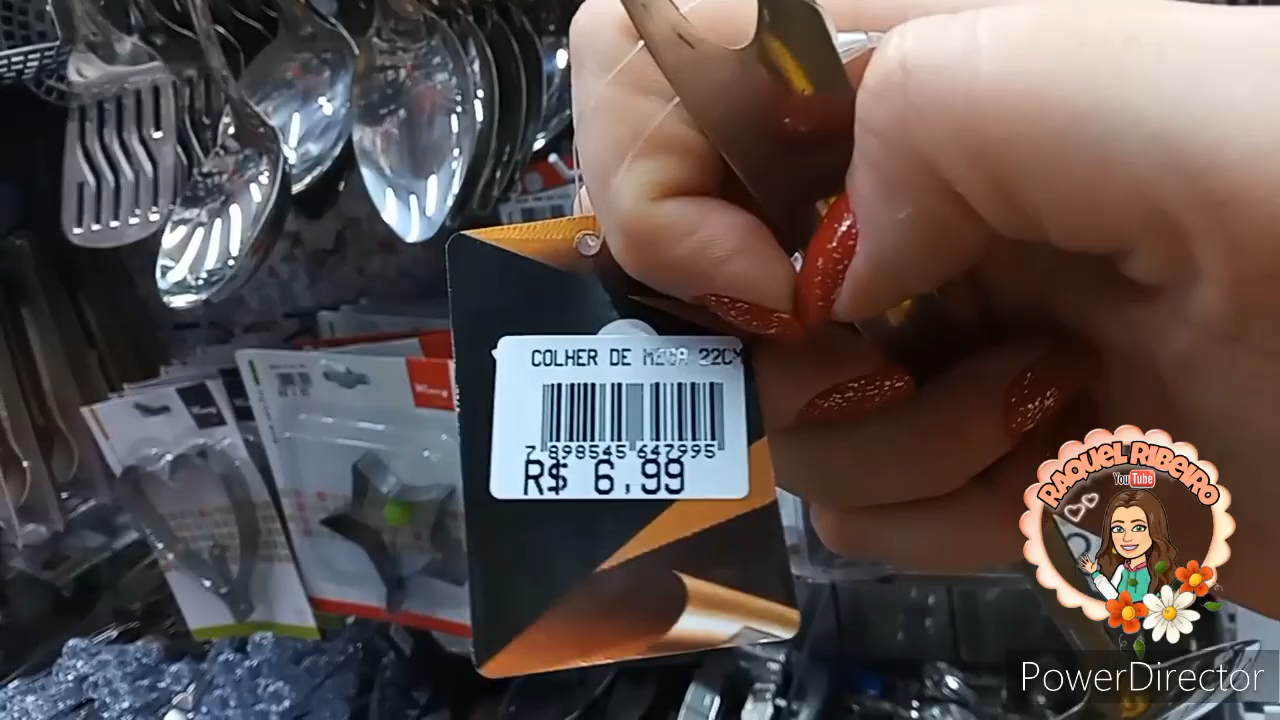 COLHER DE MESA 22CM
7 898545 647995
R$ 6,99
RAQUEL RIBEIRO
YouTube
PowerDirector